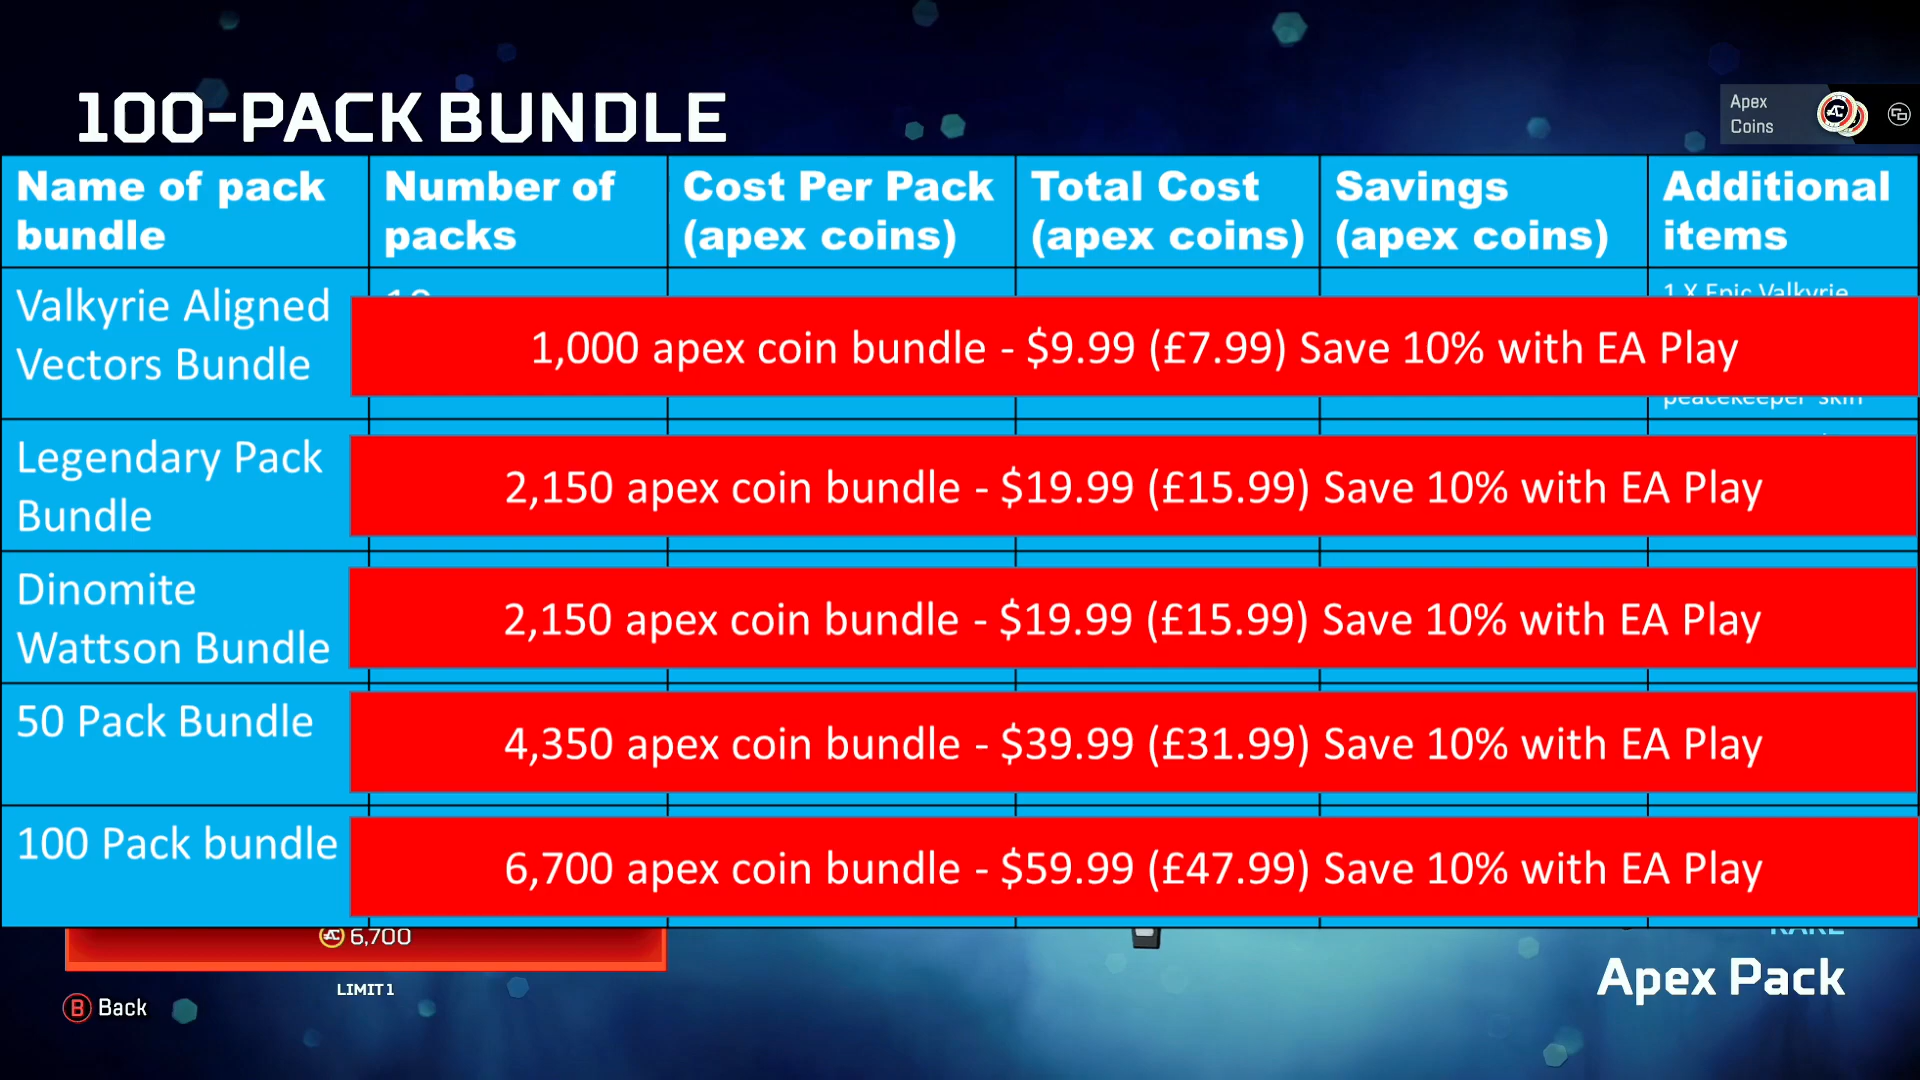 100-PACK BUNDLE
Apex
Coins
Name of pack
bundle
Number of
packs
Cost Per Pack
(apex coins)
Total Cost
(apex coins)
Savings
(apex coins)
Additional
items
Valkyrie Aligned
Vectors Bundle
1 X Epic Valkyrie
1,000 apex coin bundle - $9.99 (£7.99) Save 10% with EA Play
peacekeeper skin
Legendary Pack
Bundle
2,150 apex coin bundle - $19.99 (£15.99) Save 10% with EA Play
Dinomite
Wattson Bundle
2,150 apex coin bundle - $19.99 (£15.99) Save 10% with EA Play
50 Pack Bundle
4,350 apex coin bundle - $39.99 (£31.99) Save 10% with EA Play
100 Pack bundle
6,700 apex coin bundle - $59.99 (£47.99) Save 10% with EA Play
6,700
LIMIT 1
B Back
RARE
Apex Pack